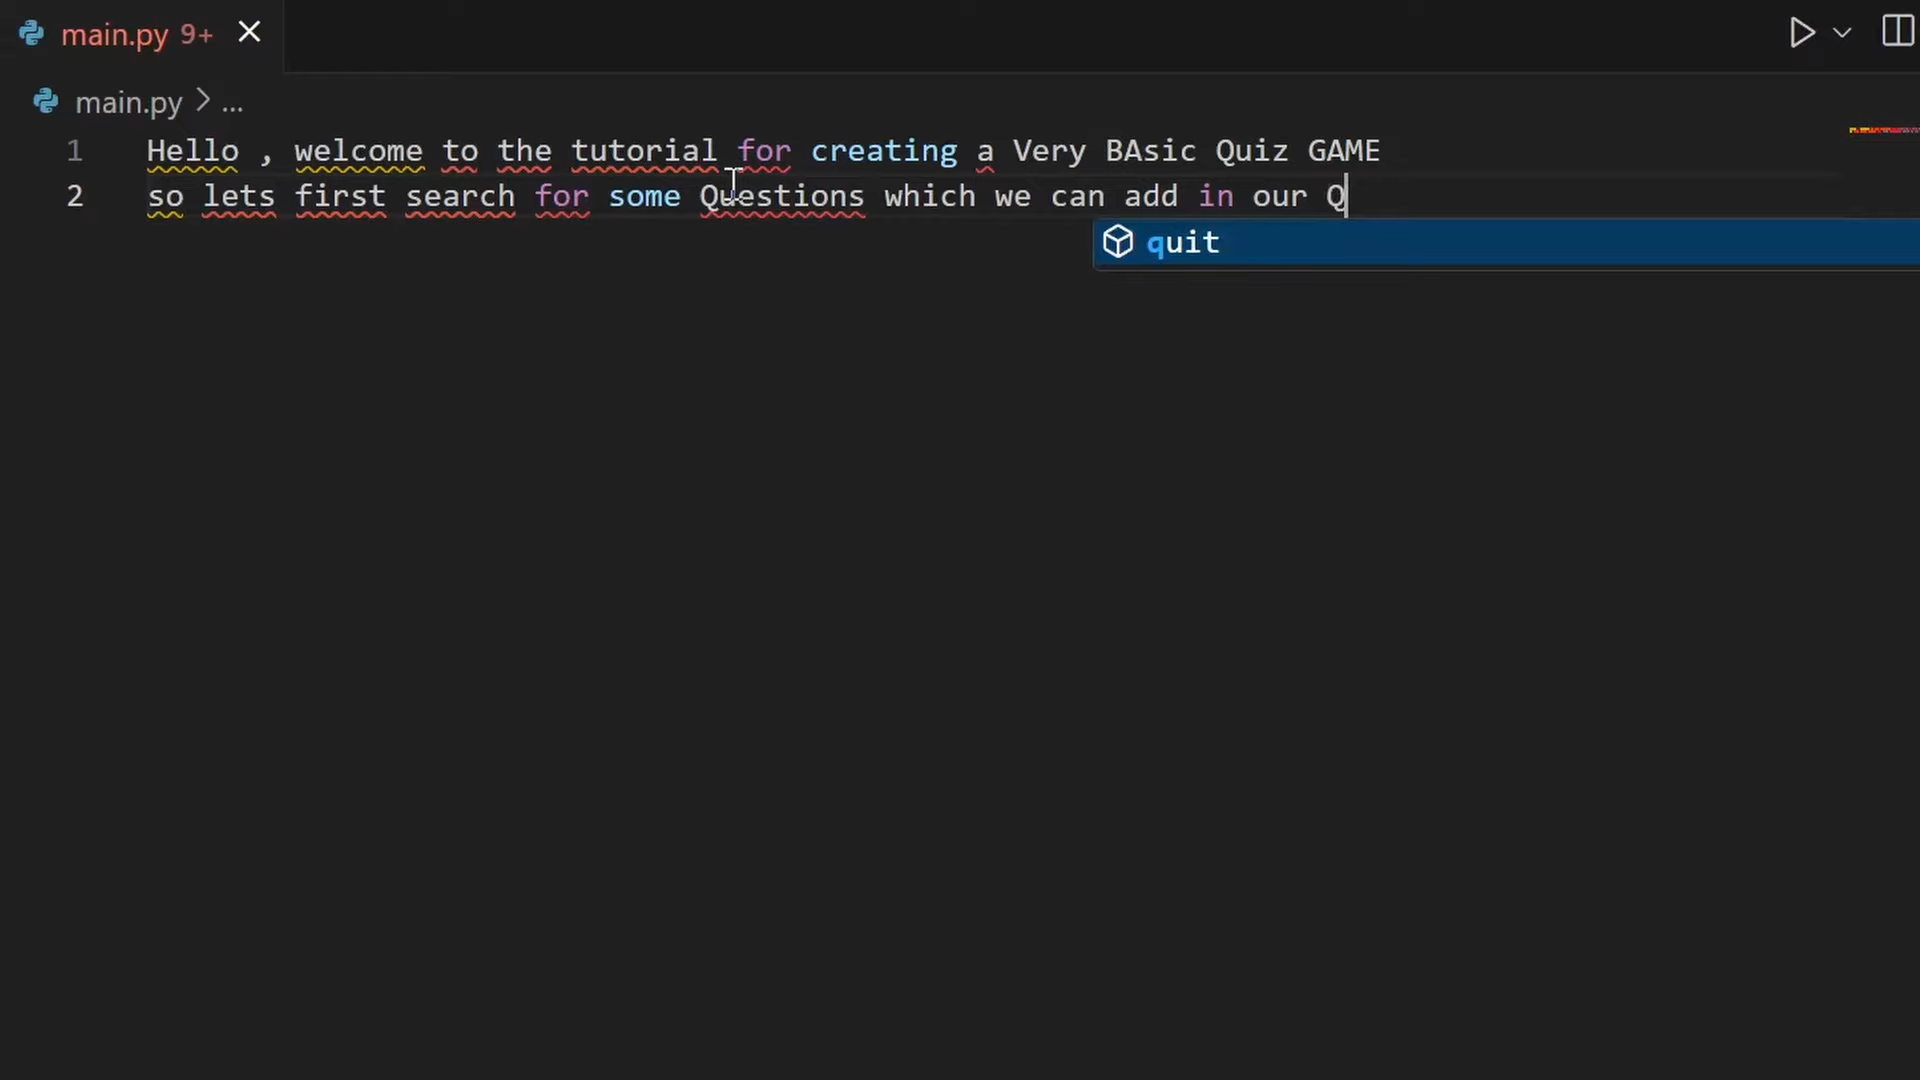 main.py 9+
main.py > ...
1 Hello , welcome to the tutorial for creating a Very BAsic Quiz GAME
2 so lets first search for some Questions which we can add in our Q
quit